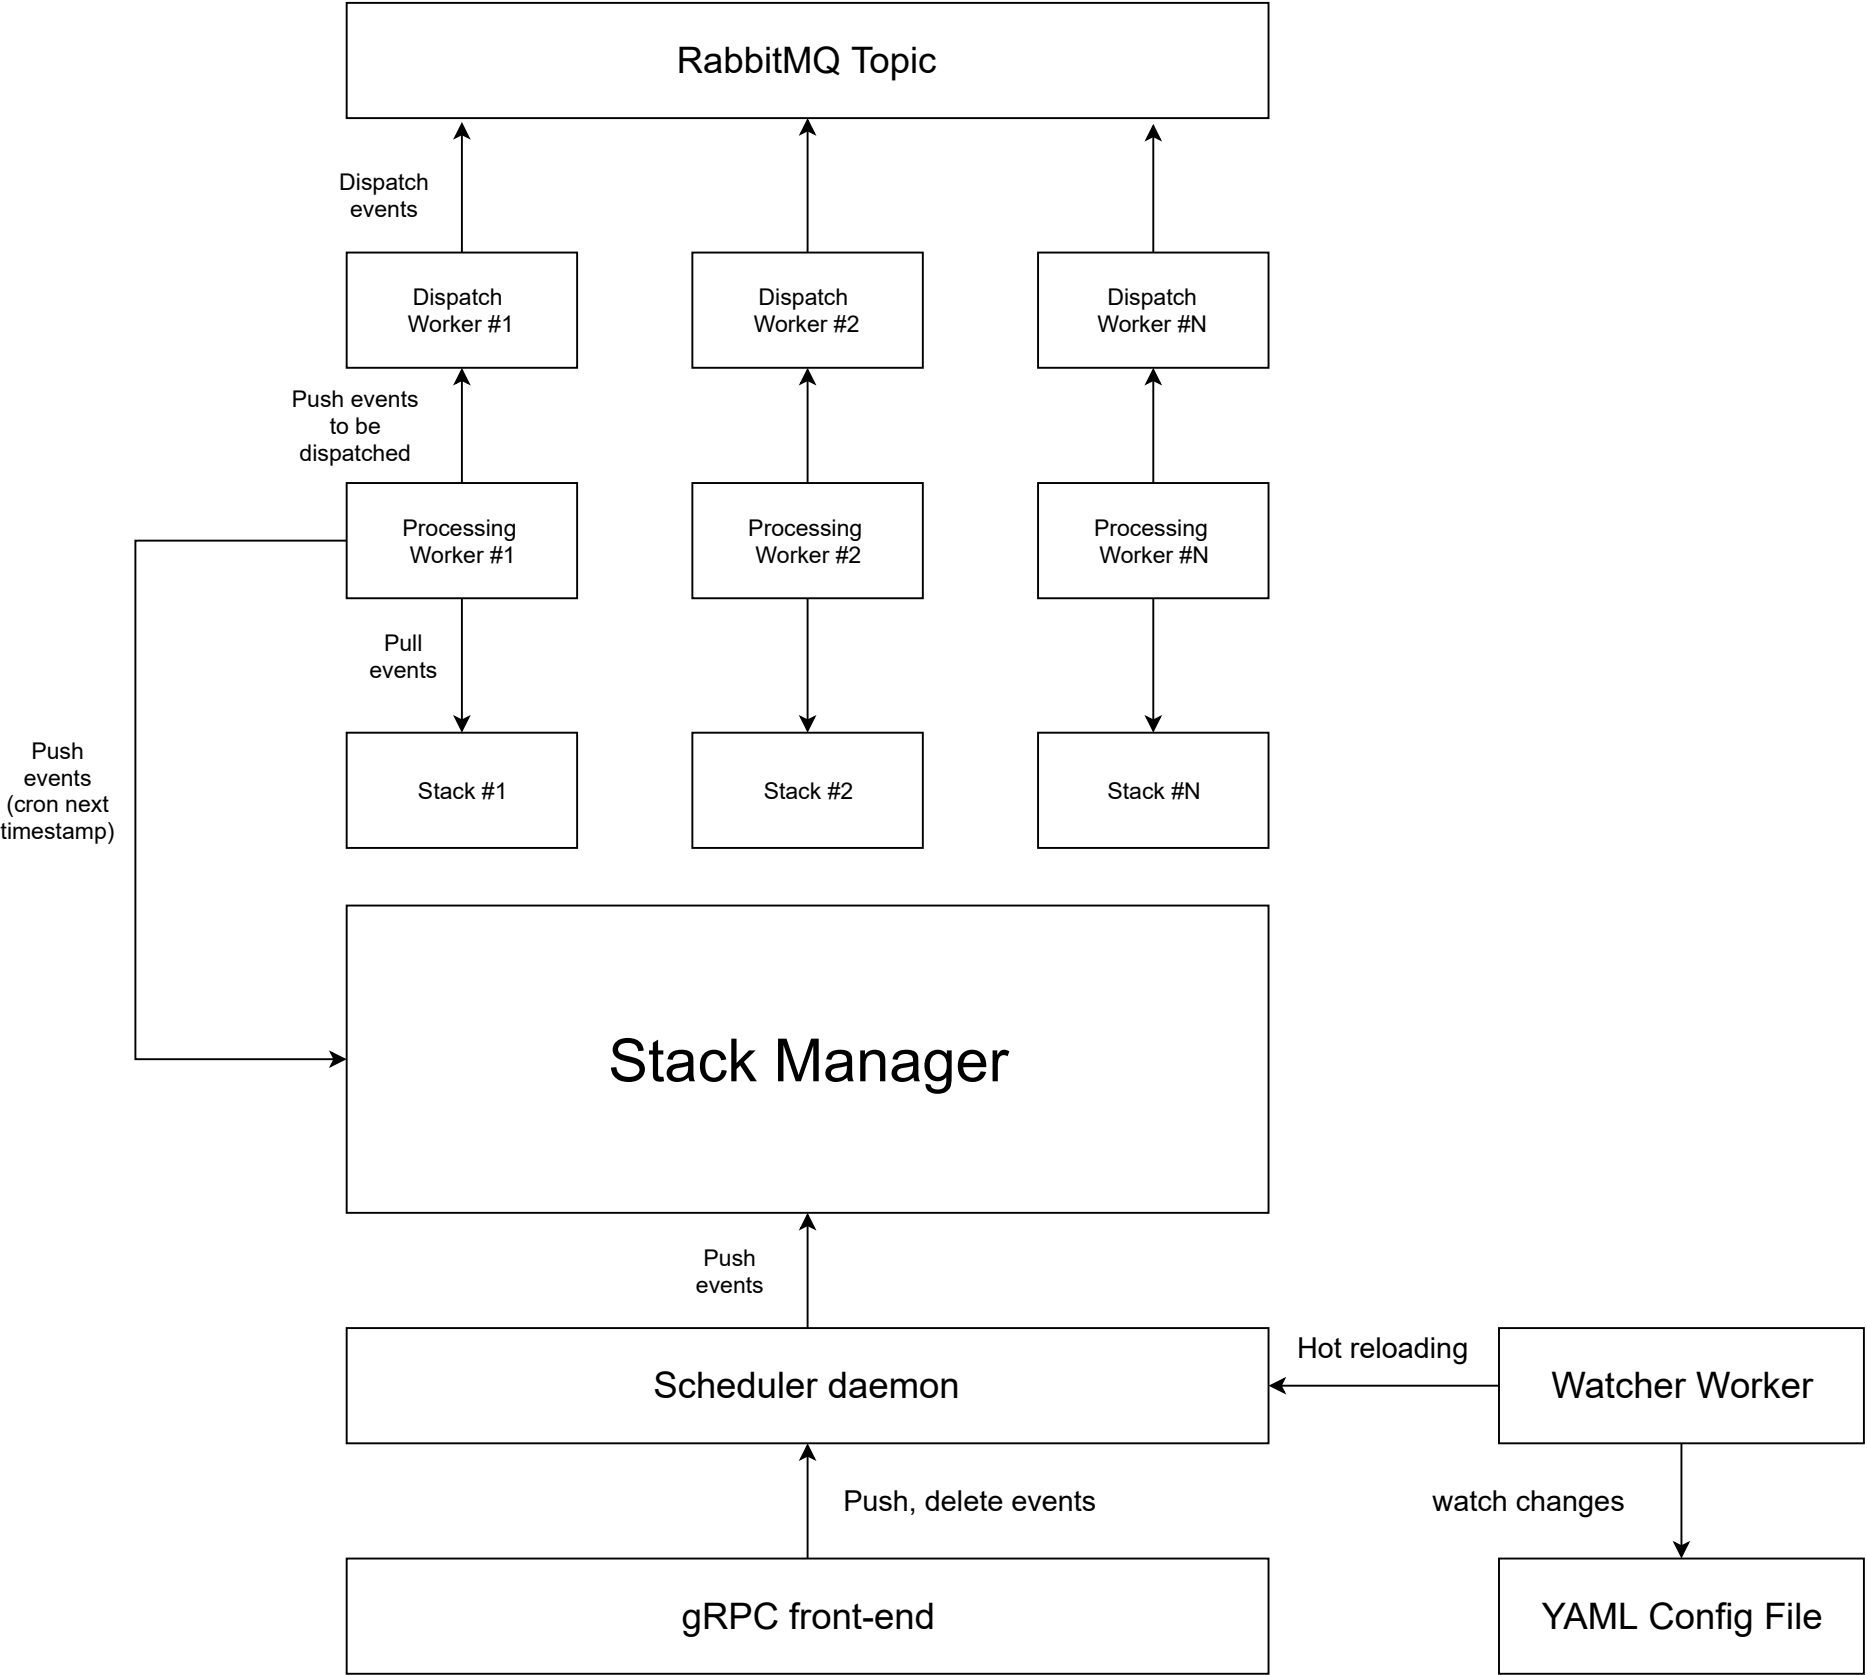 RabbitMQ Topic
Dispatch
events
Dispatch
Worker #1
Dispatch
Worker #2
Dispatch
Worker #N
Push events
to be
dispatched
Processing
Worker #1
Processing
Worker #2
Processing
Worker #N
Pull
events
Push
events
(cron next
timestamp)
Stack #1
Stack #2
Stack #N
Stack Manager
Push
events
Scheduler daemon
Hot reloading
Watcher Worker
Push, delete events
watch changes
gRPC front-end
YAML Config File